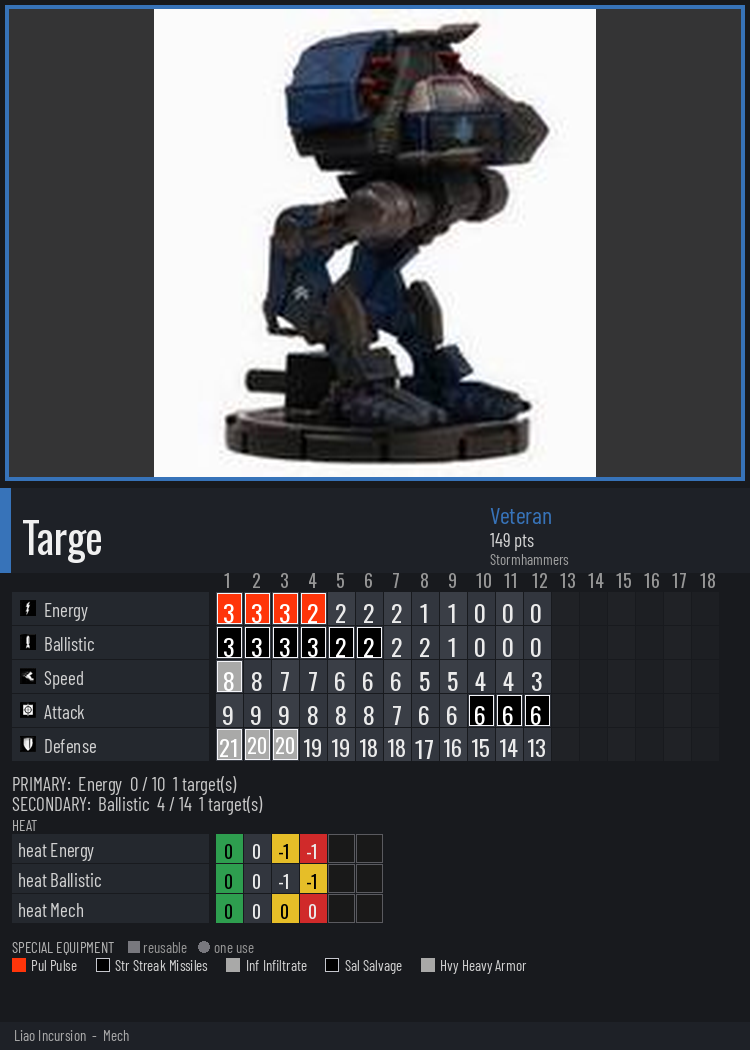 Targe
Veteran
149 pts
Stormhammers
1 2 3 4 5 6 7 8 9 10 11 12 13 14 15 16 17 18
Energy 3 3 3 2 2 2 2 1 1 0 0 0
Ballistic 3 3 3 3 2 2 2 2 1 0 0 0
Speed 8 8 7 7 6 6 6 5 5 4 4 3
Attack 9 9 9 8 8 8 7 6 6 6 6 6
Defense 21 20 20 19 19 18 18 17 16 15 14 13
PRIMARY: Energy 0 / 10 1 target(s)
SECONDARY: Ballistic 4 / 14 1 target(s)
HEAT
heat Energy 0 0 -1 -1
heat Ballistic 0 0 -1 -1
heat Mech 0 0 0 0
SPECIAL EQUIPMENT reusable one use
Pul Pulse Str Streak Missiles Inf Infiltrate Sal Salvage Hvy Heavy Armor
Liao Incursion - Mech